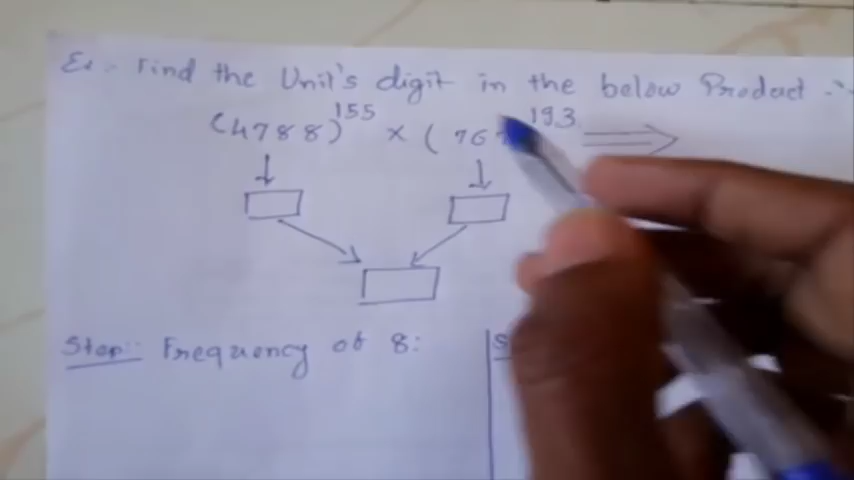 Ex:- Find the Unit's digit in the below Product :-
(4788)^155 × ( 76 193
Step:- Frequency of 8:
S